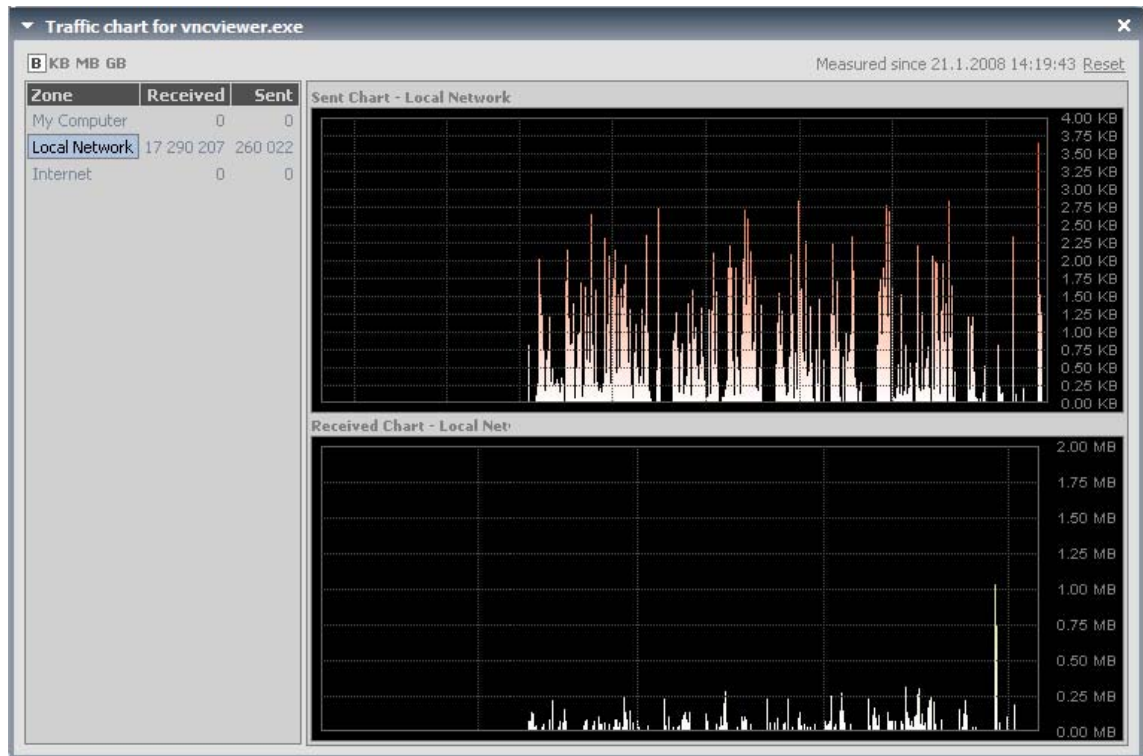 Traffic chart for vncviewer.exe
B KB MB GB
Measured since 21.1.2008 14:19:43 Reset
Zone Received Sent
My Computer 0 0
Local Network 17 290 207 260 022
Internet 0 0
Sent Chart - Local Network
4.00 KB
3.75 KB
3.50 KB
3.25 KB
3.00 KB
2.75 KB
2.50 KB
2.25 KB
2.00 KB
1.75 KB
1.50 KB
1.25 KB
1.00 KB
0.75 KB
0.50 KB
0.25 KB
0.00 KB
Received Chart - Local Net
2.00 MB
1.75 MB
1.50 MB
1.25 MB
1.00 MB
0.75 MB
0.50 MB
0.25 MB
0.00 MB